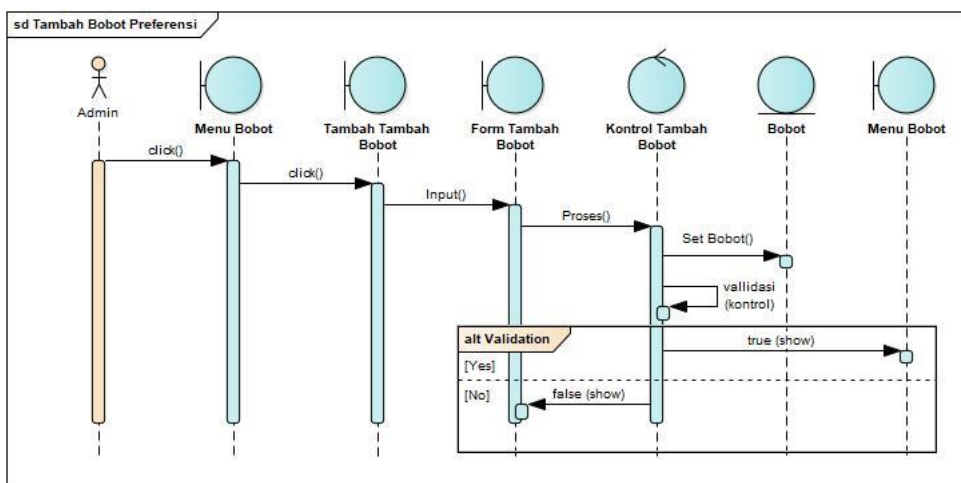 sd Tambah Bobot Preferensi
Admin
Menu Bobot
Tambah Tambah
Bobot
Form Tambah
Bobot
Kontrol Tambah
Bobot
Bobot
Menu Bobot
click()
click()
Input()
Proses()
Set Bobot()
vallidasi
(kontrol)
alt Validation
true (show)
[Yes]
[No]
false (show)